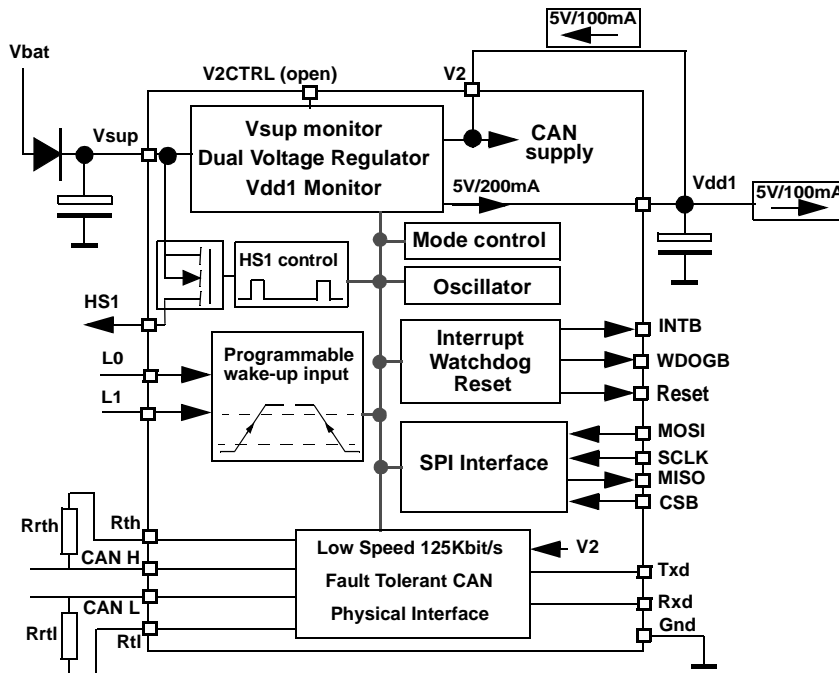 5V/100mA
Vbat
V2CTRL (open)
V2
Vsup
Vsup monitor
Dual Voltage Regulator
Vdd1 Monitor
CAN
supply
5V/200mA
Vdd1
5V/100mA
Mode control
HS1 control
Oscillator
HS1
Interrupt
Watchdog
Reset
INTB
WDOGB
Reset
L0
L1
Programmable
wake-up input
SPI Interface
MOSI
SCLK
MISO
CSB
Rrth
Rth
CAN H
CAN L
Rrtl
Rtl
Low Speed 125Kbit/s
Fault Tolerant CAN
Physical Interface
V2
Txd
Rxd
Gnd